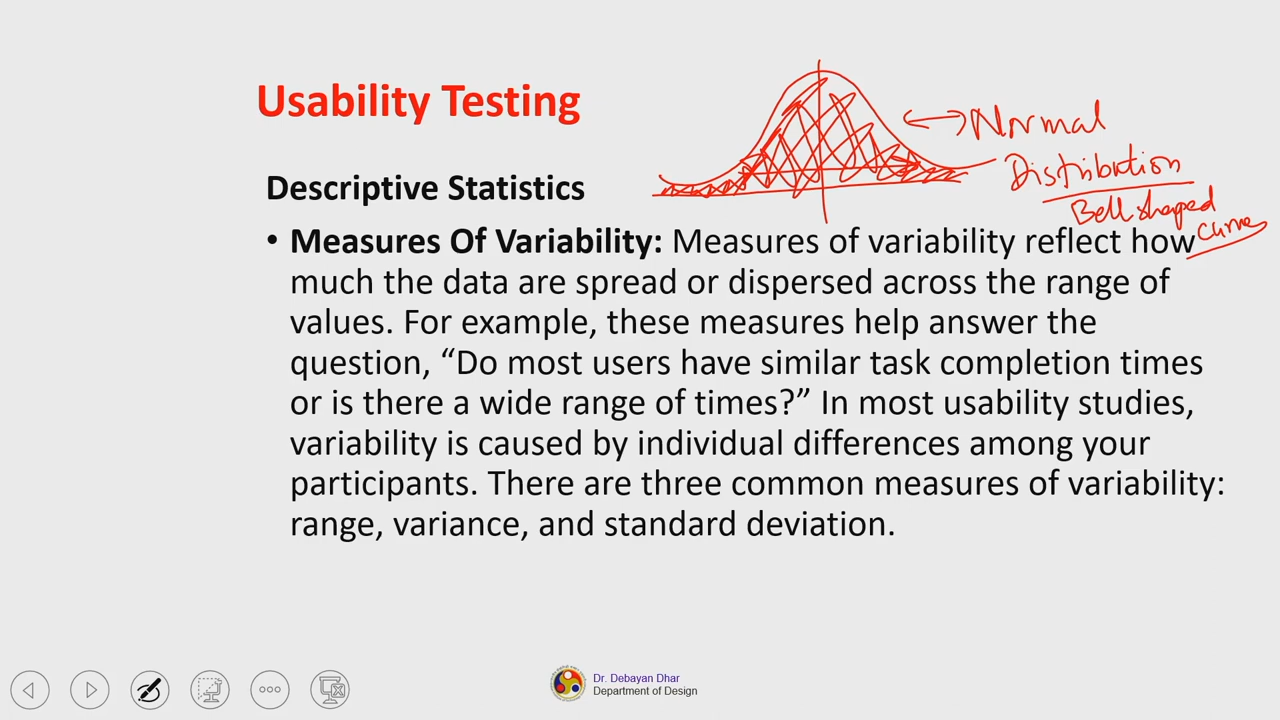 Usability Testing
Normal
Distribution
Bell shaped
curve
Descriptive Statistics
• Measures Of Variability: Measures of variability reflect how
much the data are spread or dispersed across the range of
values. For example, these measures help answer the
question, “Do most users have similar task completion times
or is there a wide range of times?” In most usability studies,
variability is caused by individual differences among your
participants. There are three common measures of variability:
range, variance, and standard deviation.
Dr. Debayan Dhar
Department of Design